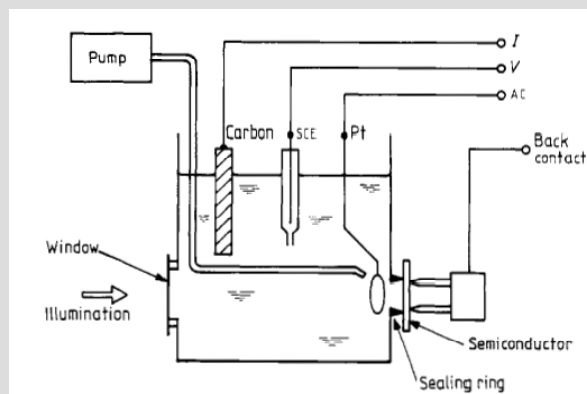 Pump
I
V
AC
Carbon
SCE
Pt
Back
contact
Window
Illumination
Semiconductor
Sealing ring